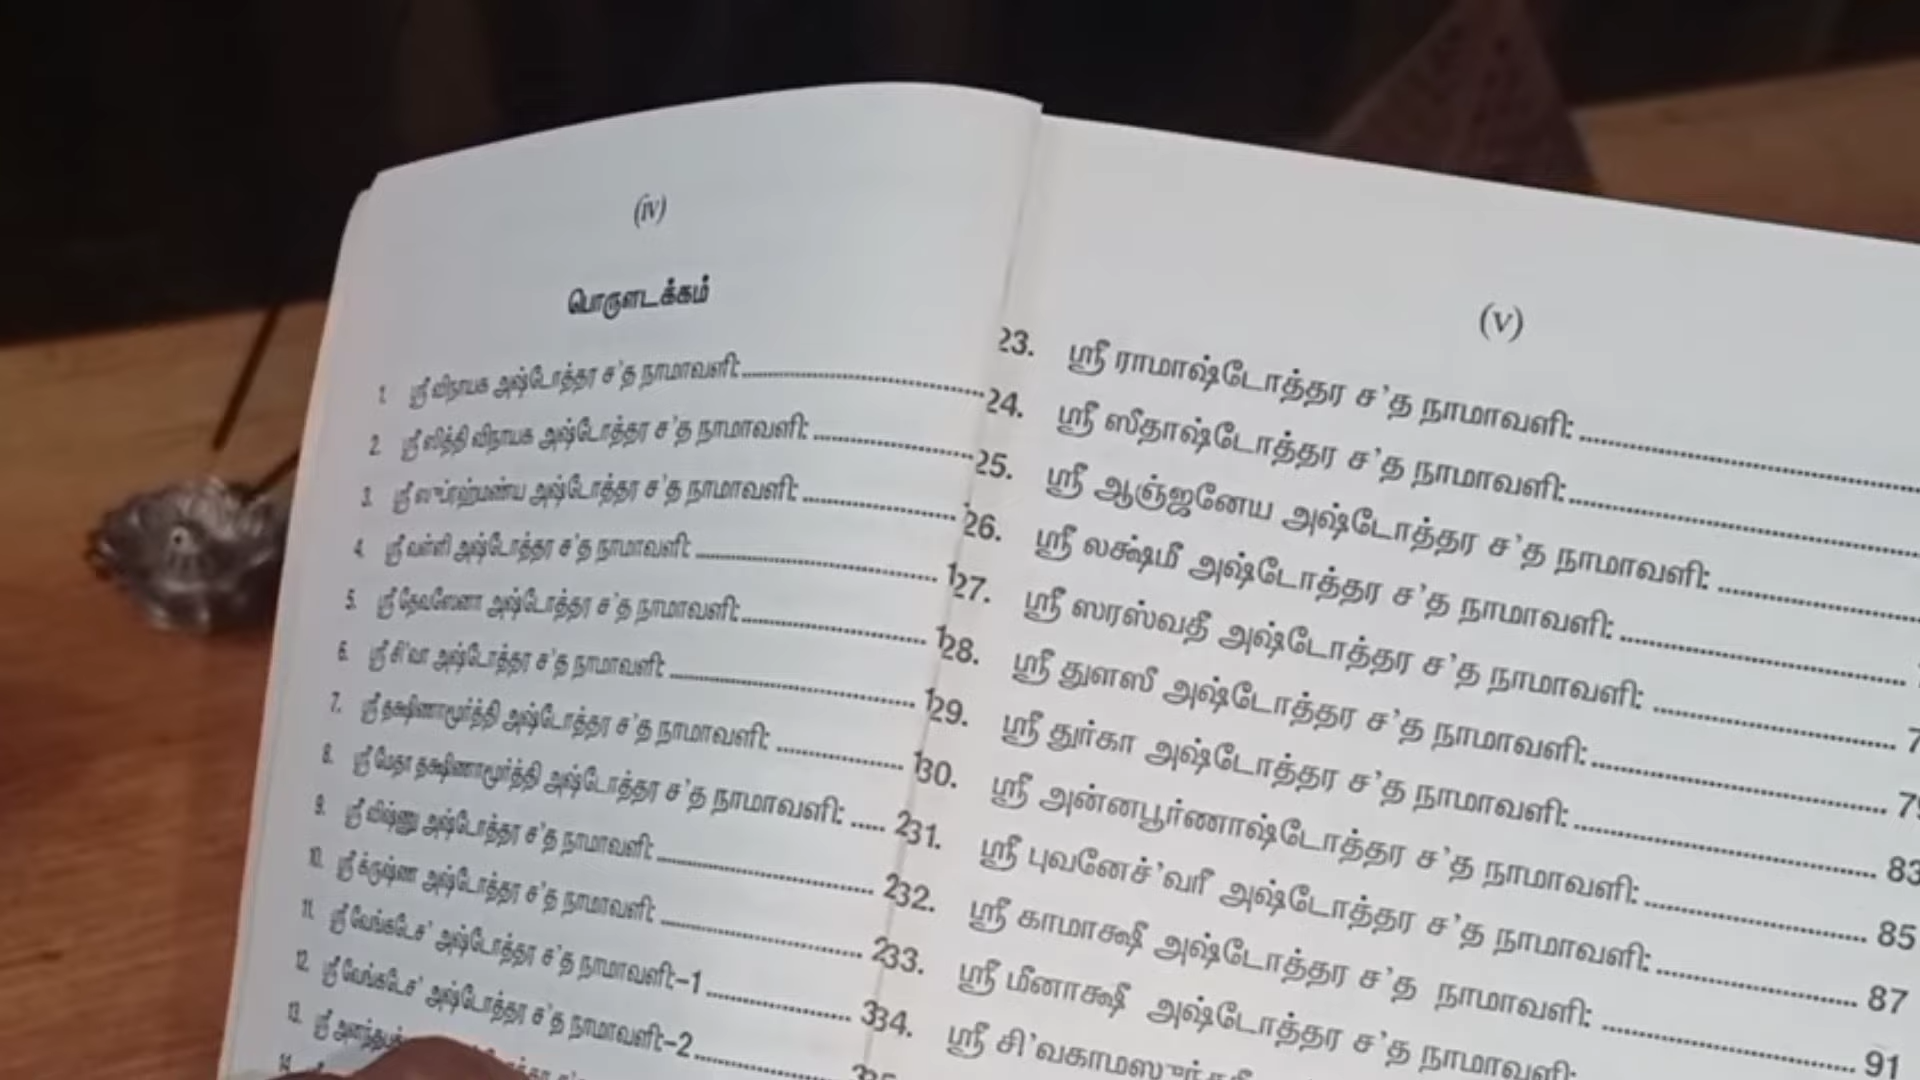 (iv)
பொருளடக்கம்
1. ஸ்ரீ விநாயக அஷ்டோத்தர ச'த நாமாவளி:
2. ஸ்ரீ ஸித்தி விநாயக அஷ்டோத்தர ச'த நாமாவளி:
3. ஸ்ரீ ஸுப்ரஹ்மண்ய அஷ்டோத்தர ச'த நாமாவளி:
4. ஸ்ரீ வள்ளி அஷ்டோத்தர ச'த நாமாவளி:
5. ஸ்ரீ தேவஸேனா அஷ்டோத்தர ச'த நாமாவளி:
6. ஸ்ரீ சி'வா அஷ்டோத்தர ச'த நாமாவளி:
7. ஸ்ரீ தக்ஷிணாமூர்த்தி அஷ்டோத்தர ச'த நாமாவளி:
8. ஸ்ரீ மேதா தக்ஷிணாமூர்த்தி அஷ்டோத்தர ச'த நாமாவளி:
9. ஸ்ரீ விஷ்ணு அஷ்டோத்தர ச'த நாமாவளி:
10. ஸ்ரீ க்ருஷ்ண அஷ்டோத்தர ச'த நாமாவளி:
11. ஸ்ரீ வேங்கடேச' அஷ்டோத்தர ச'த நாமாவளி:-1
12. ஸ்ரீ வேங்கடேச' அஷ்டோத்தர ச'த நாமாவளி:-2
13. ஸ்ரீ
14.
(v)
23. ஸ்ரீ ராமாஷ்டோத்தர ச'த நாமாவளி:
24. ஸ்ரீ ஸீதாஷ்டோத்தர ச'த நாமாவளி:
25. ஸ்ரீ ஆஞ்ஜனேய அஷ்டோத்தர ச'த நாமாவளி:
26. ஸ்ரீ லக்ஷ்மீ அஷ்டோத்தர ச'த நாமாவளி:
27. ஸ்ரீ ஸரஸ்வதீ அஷ்டோத்தர ச'த நாமாவளி:
28. ஸ்ரீ துளஸீ அஷ்டோத்தர ச'த நாமாவளி:
29. ஸ்ரீ துர்கா அஷ்டோத்தர ச'த நாமாவளி: 83
30. ஸ்ரீ அன்னபூர்ணாஷ்டோத்தர ச'த நாமாவளி: 85
31. ஸ்ரீ புவனேச்'வரீ அஷ்டோத்தர ச'த நாமாவளி: 87
32. ஸ்ரீ காமாக்ஷீ அஷ்டோத்தர ச'த நாமாவளி: 91
33. ஸ்ரீ மீனாக்ஷீ அஷ்டோத்தர ச'த நாமாவளி:
34. ஸ்ரீ